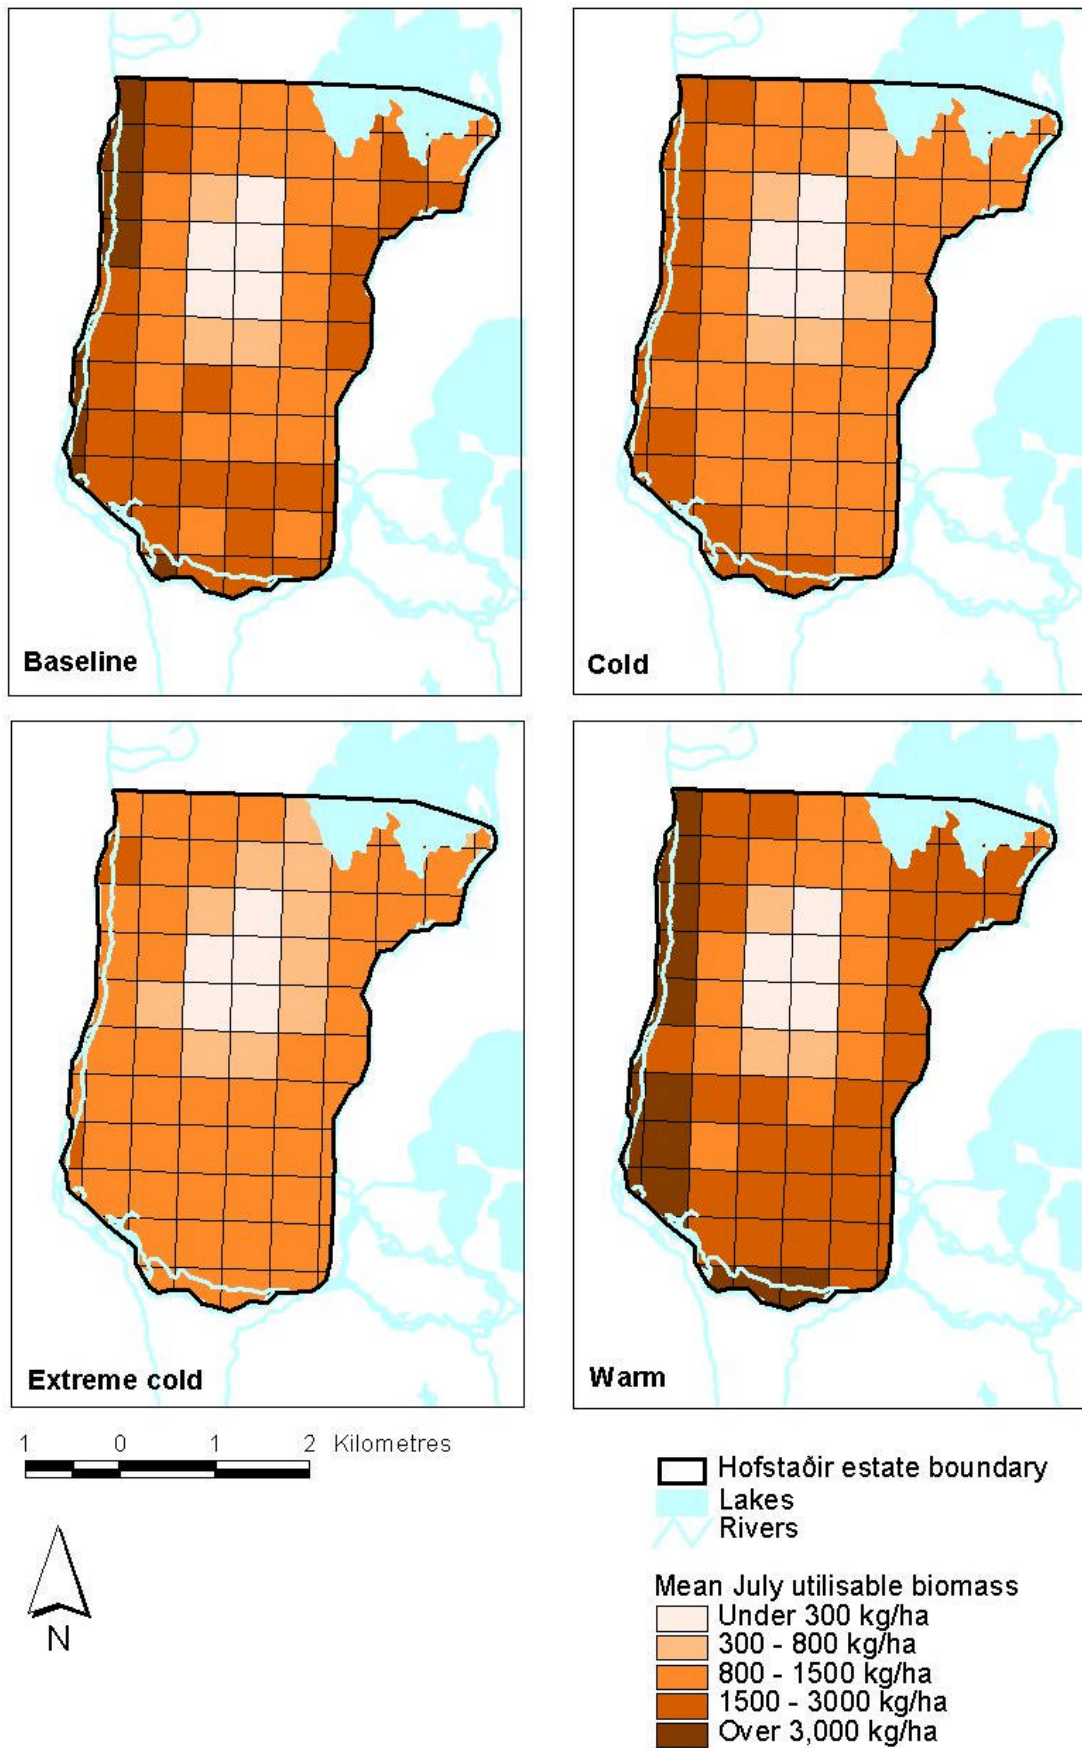 Baseline
Cold
Extreme cold
Warm
1 0 1 2 Kilometres
N
Hofstaðir estate boundary
Lakes
Rivers
Mean July utilisable biomass
Under 300 kg/ha
300 - 800 kg/ha
800 - 1500 kg/ha
1500 - 3000 kg/ha
Over 3,000 kg/ha